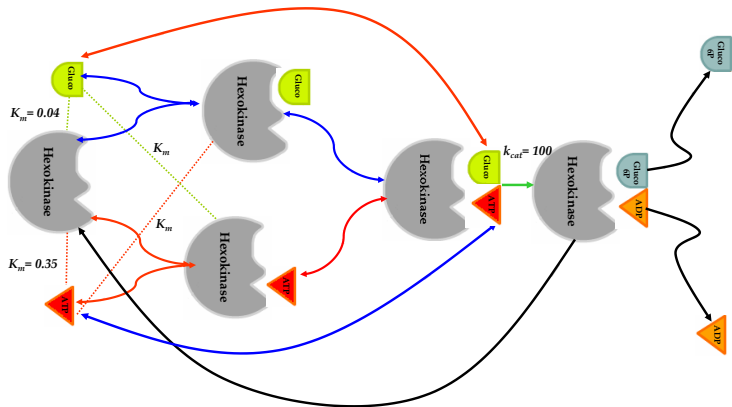 Gluco
Km= 0.04
Hexokinase
Km= 0.35
ATP
Hexokinase
Gluco
Km
Km
Hexokinase
ATP
Hexokinase
Gluco
ATP
kcat= 100
Hexokinase
Gluco
6P
ADP
Gluco
6P
ADP